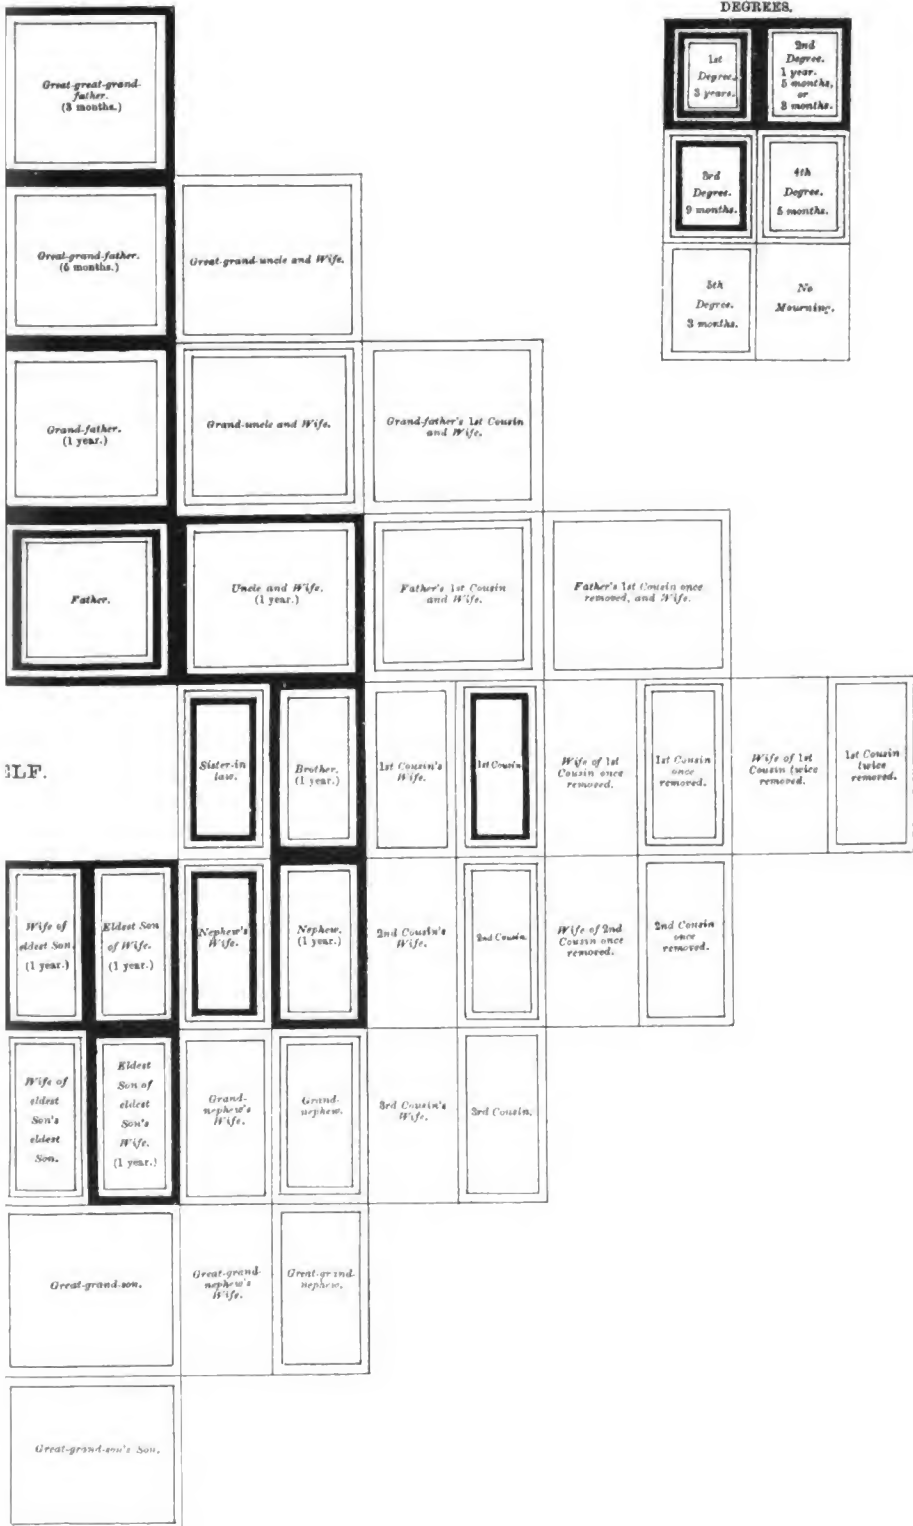 DEGREES.
1st
Degree.
3 years.
2nd
Degree.
1 year.
5 months,
or
3 months.
3rd
Degree.
9 months.
4th
Degree.
5 months.
5th
Degree.
3 months.
No
Mourning.
Great-great-grand-
father.
(3 months.)
Great-grand-father.
(5 months.)
Great-grand-uncle and Wife.
Grand-father.
(1 year.)
Grand-uncle and Wife.
Grand-father's 1st Cousin
and Wife.
Father.
Uncle and Wife.
(1 year.)
Father's 1st Cousin
and Wife.
Father's 1st Cousin once
removed, and Wife.
ELF.
Sister-in
law.
Brother.
(1 year.)
1st Cousin's
Wife.
1st Cousin
Wife of 1st
Cousin once
removed.
1st Cousin
once
removed.
Wife of 1st
Cousin twice
removed.
1st Cousin
twice
removed.
Wife of
eldest Son.
(1 year.)
Eldest Son
of Wife.
(1 year.)
Nephew's
Wife.
Nephew.
(1 year.)
2nd Cousin's
Wife.
2nd Cousin
Wife of 2nd
Cousin once
removed.
2nd Cousin
once
removed.
Wife of
eldest
Son's
eldest
Son.
Eldest
Son of
eldest
Son's
Wife.
(1 year.)
Grand-
nephew's
Wife.
Grand-
nephew.
3rd Cousin's
Wife.
3rd Cousin.
Great-grand-son.
Great-grand-
nephew's
Wife.
Great-grand-
nephew.
Great-grand-son's Son.